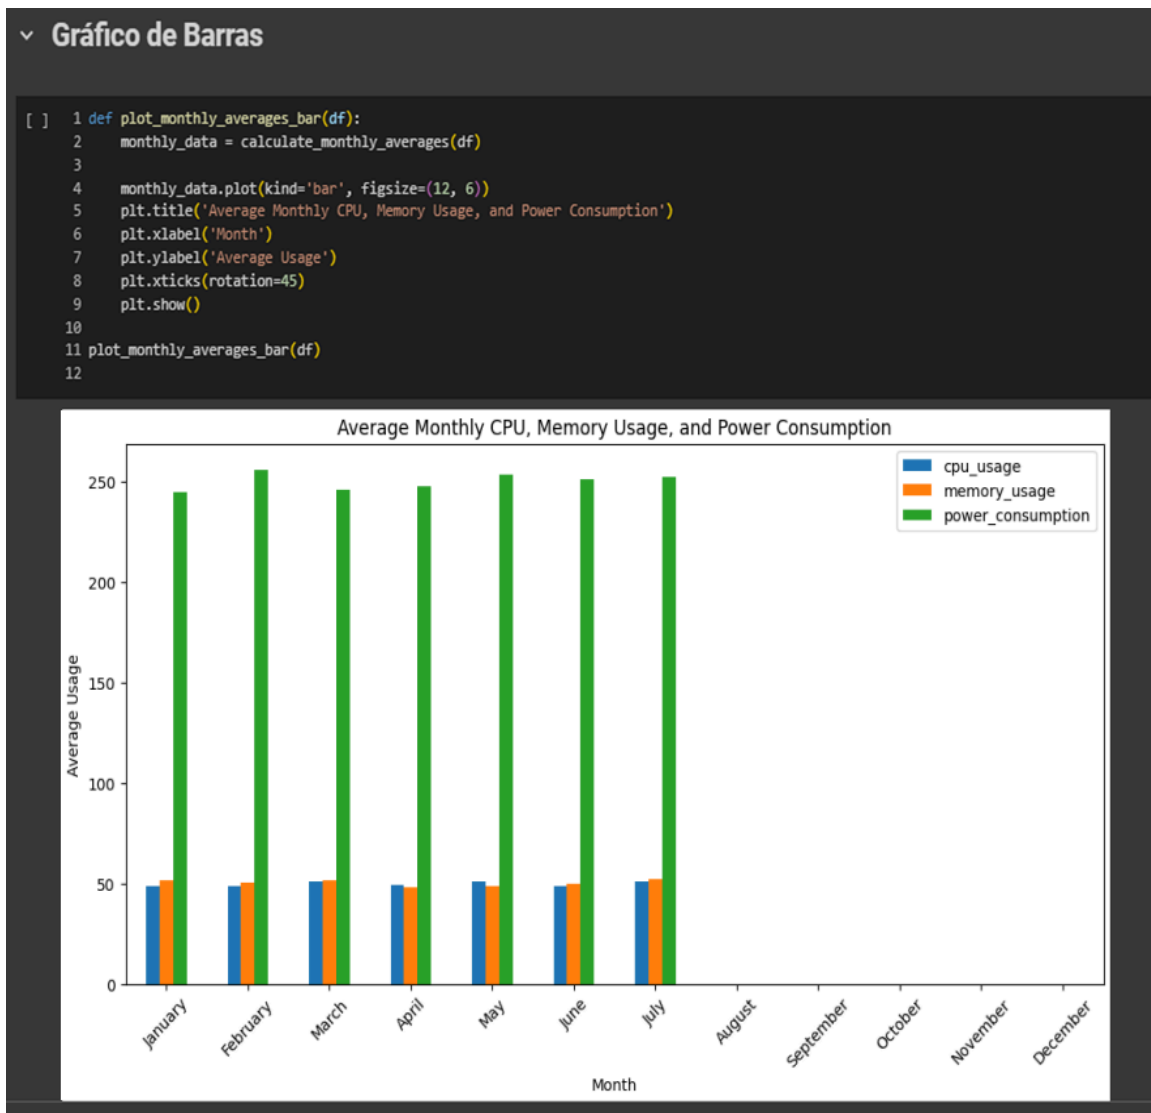 Gráfico de Barras
[ ] 1 def plot_monthly_averages_bar(df):
2     monthly_data = calculate_monthly_averages(df)
3
4     monthly_data.plot(kind='bar', figsize=(12, 6))
5     plt.title('Average Monthly CPU, Memory Usage, and Power Consumption')
6     plt.xlabel('Month')
7     plt.ylabel('Average Usage')
8     plt.xticks(rotation=45)
9     plt.show()
10
11 plot_monthly_averages_bar(df)
12
Average Monthly CPU, Memory Usage, and Power Consumption
cpu_usage
memory_usage
power_consumption
250
200
150
100
50
0
Average Usage
January
February
March
April
May
June
July
August
September
October
November
December
Month